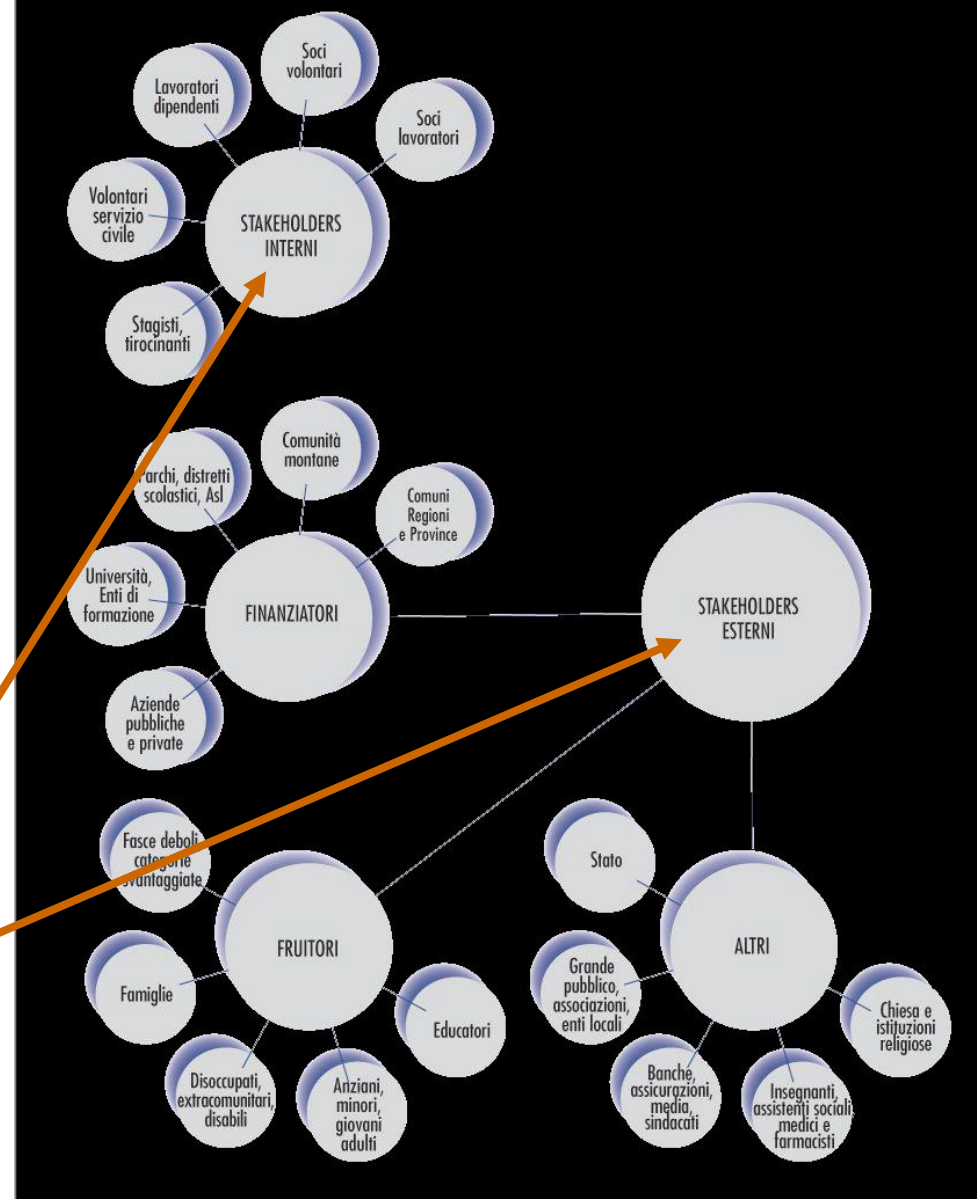 Soci
volontari
Lavoratori
dipendenti
Soci
lavoratori
Volontari
servizio
civile
STAKEHOLDERS
INTERNI
Stagisti,
tirocinanti
Comunità
montane
Parchi, distretti
scolastici, Asl
Comuni
Regioni
e Province
Università,
Enti di
formazione
FINANZIATORI
STAKEHOLDERS
ESTERNI
Aziende
pubbliche
e private
Fasce deboli
categorie
svantaggiate
Stato
FRUITORI
ALTRI
Famiglie
Grande
pubblico,
associazioni,
enti locali
Educatori
Chiesa e
istituzioni
religiose
Disoccupati,
extracomunitari,
disabili
Anziani,
minori,
giovani
adulti
Banche,
assicurazioni,
media,
sindacati
Insegnanti,
assistenti sociali,
medici e
farmacisti